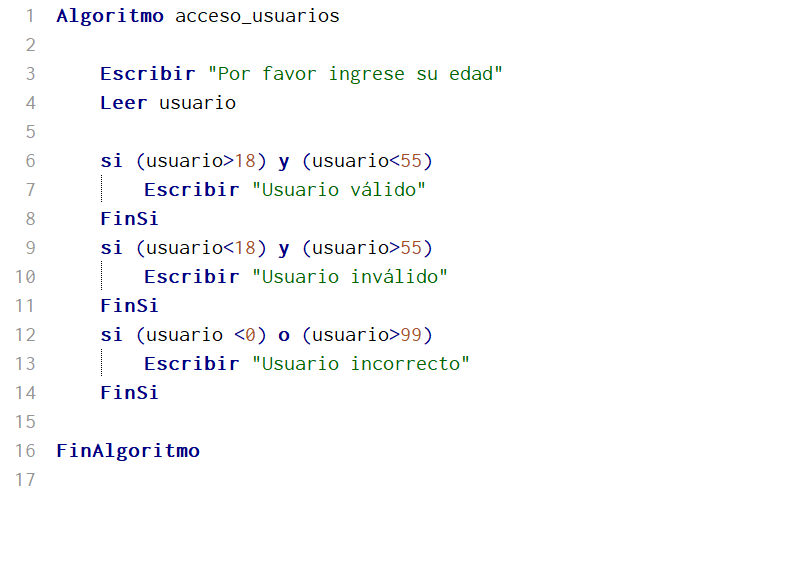 1 Algoritmo acceso_usuarios
2
3 Escribir "Por favor ingrese su edad"
4 Leer usuario
5
6 si (usuario>18) y (usuario<55)
7 Escribir "Usuario válido"
8 FinSi
9 si (usuario<18) y (usuario>55)
10 Escribir "Usuario inválido"
11 FinSi
12 si (usuario <0) o (usuario>99)
13 Escribir "Usuario incorrecto"
14 FinSi
15
16 FinAlgoritmo
17